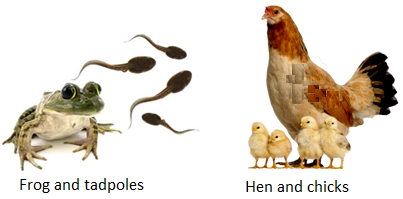 Frog and tadpoles
Hen and chicks